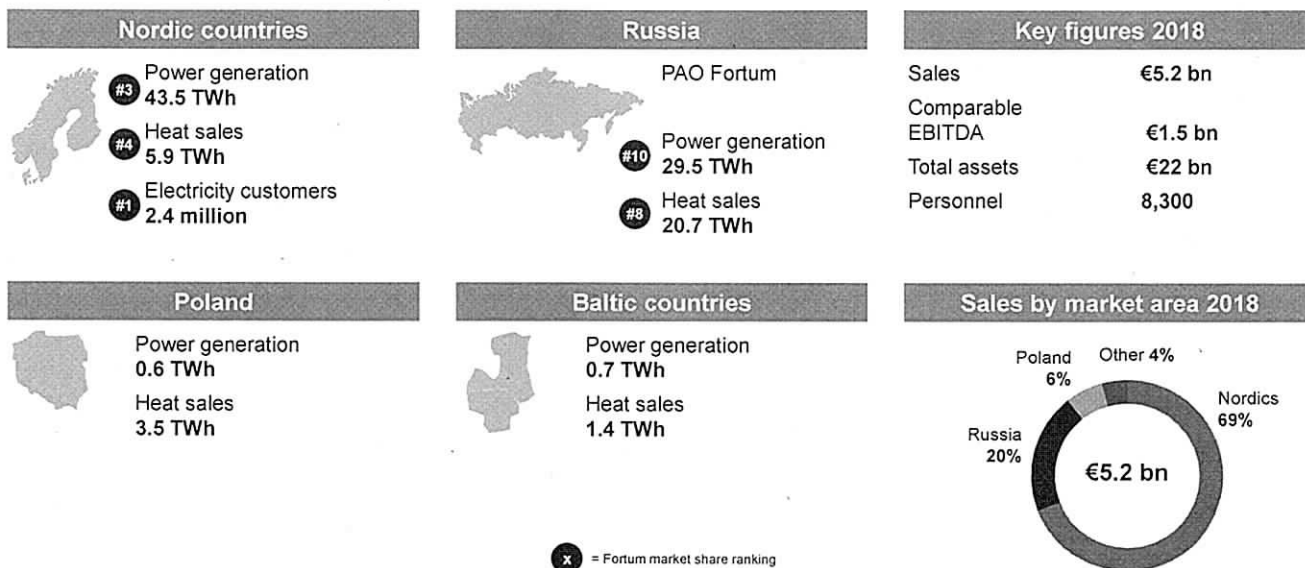 Nordic countries
#3
Power generation
43.5 TWh
#4
Heat sales
5.9 TWh
#1
Electricity customers
2.4 million
Russia
PAO Fortum
#10
Power generation
29.5 TWh
#8
Heat sales
20.7 TWh
Key figures 2018
Sales €5.2 bn
Comparable
EBITDA €1.5 bn
Total assets €22 bn
Personnel 8,300
Poland
Power generation
0.6 TWh
Heat sales
3.5 TWh
Baltic countries
Power generation
0.7 TWh
Heat sales
1.4 TWh
Sales by market area 2018
Poland
6%
Other 4%
Nordics
69%
Russia
20%
€5.2 bn
x = Fortum market share ranking